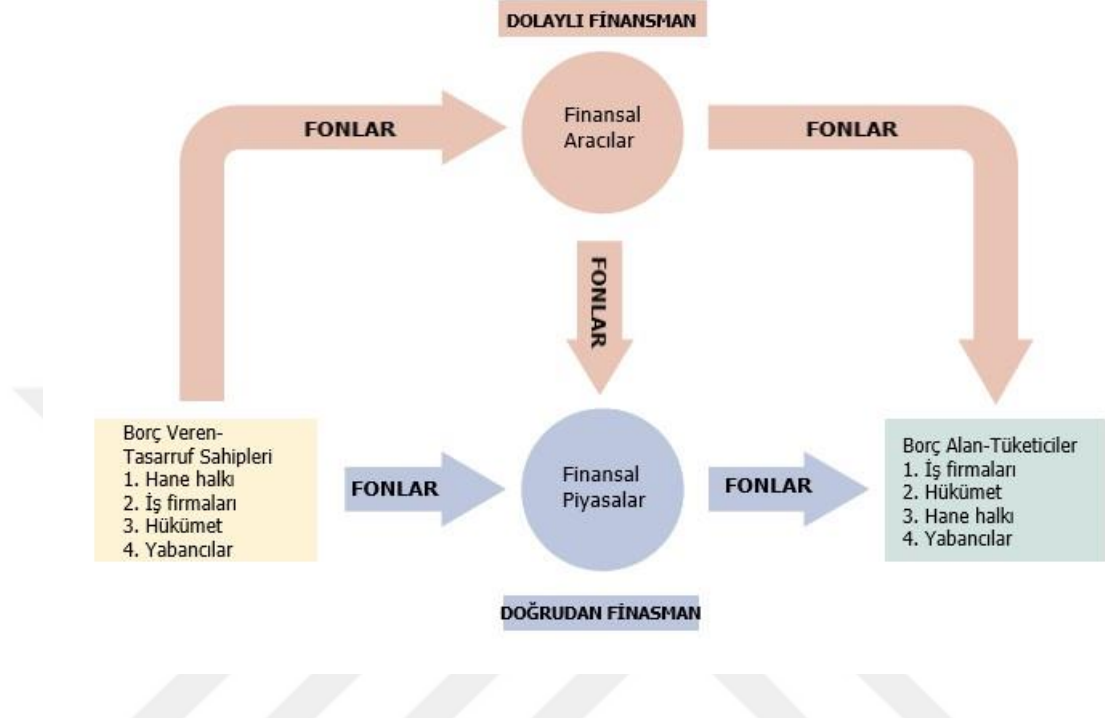 DOLAYLI FİNANSMAN
FONLAR
Finansal
Aracılar
FONLAR
FONLAR
Borç Veren-
Tasarruf Sahipleri
1. Hane halkı
2. İş firmaları
3. Hükümet
4. Yabancılar
FONLAR
Finansal
Piyasalar
FONLAR
Borç Alan-Tüketiciler
1. İş firmaları
2. Hükümet
3. Hane halkı
4. Yabancılar
DOĞRUDAN FİNASMAN